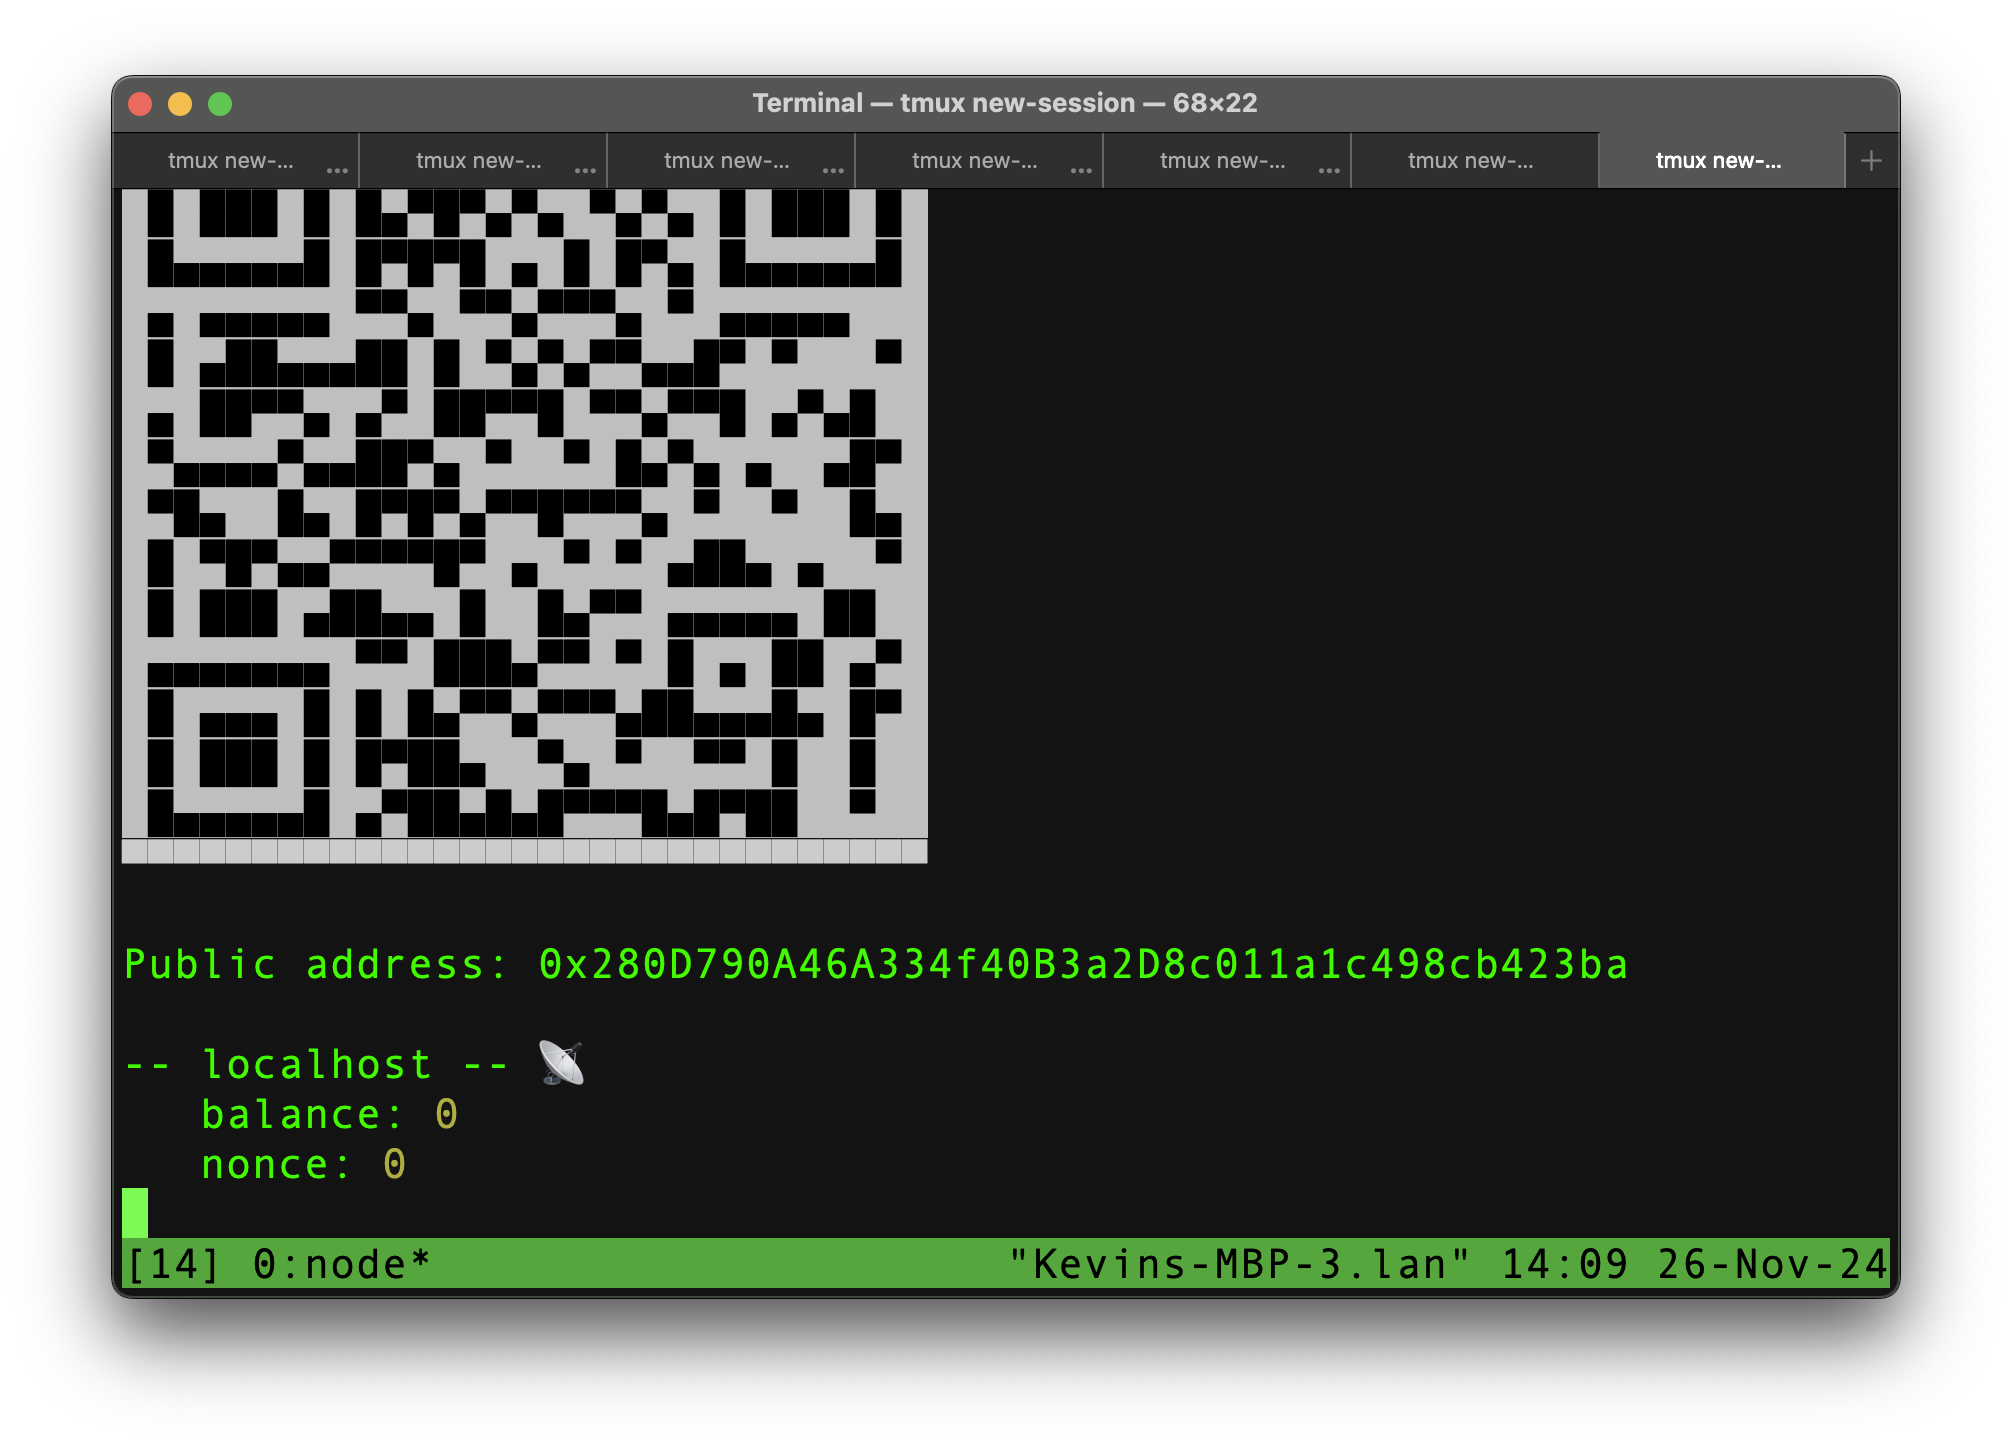 Terminal — tmux new-session — 68×22
tmux new-... ... tmux new-... ... tmux new-... ... tmux new-... ... tmux new-... ... tmux new-... tmux new-... +
Public address: 0x280D790A46A334f40B3a2D8c011a1c498cb423ba
-- localhost -- 📡
balance: 0
nonce: 0
[14] 0:node* "Kevins-MBP-3.lan" 14:09 26-Nov-24